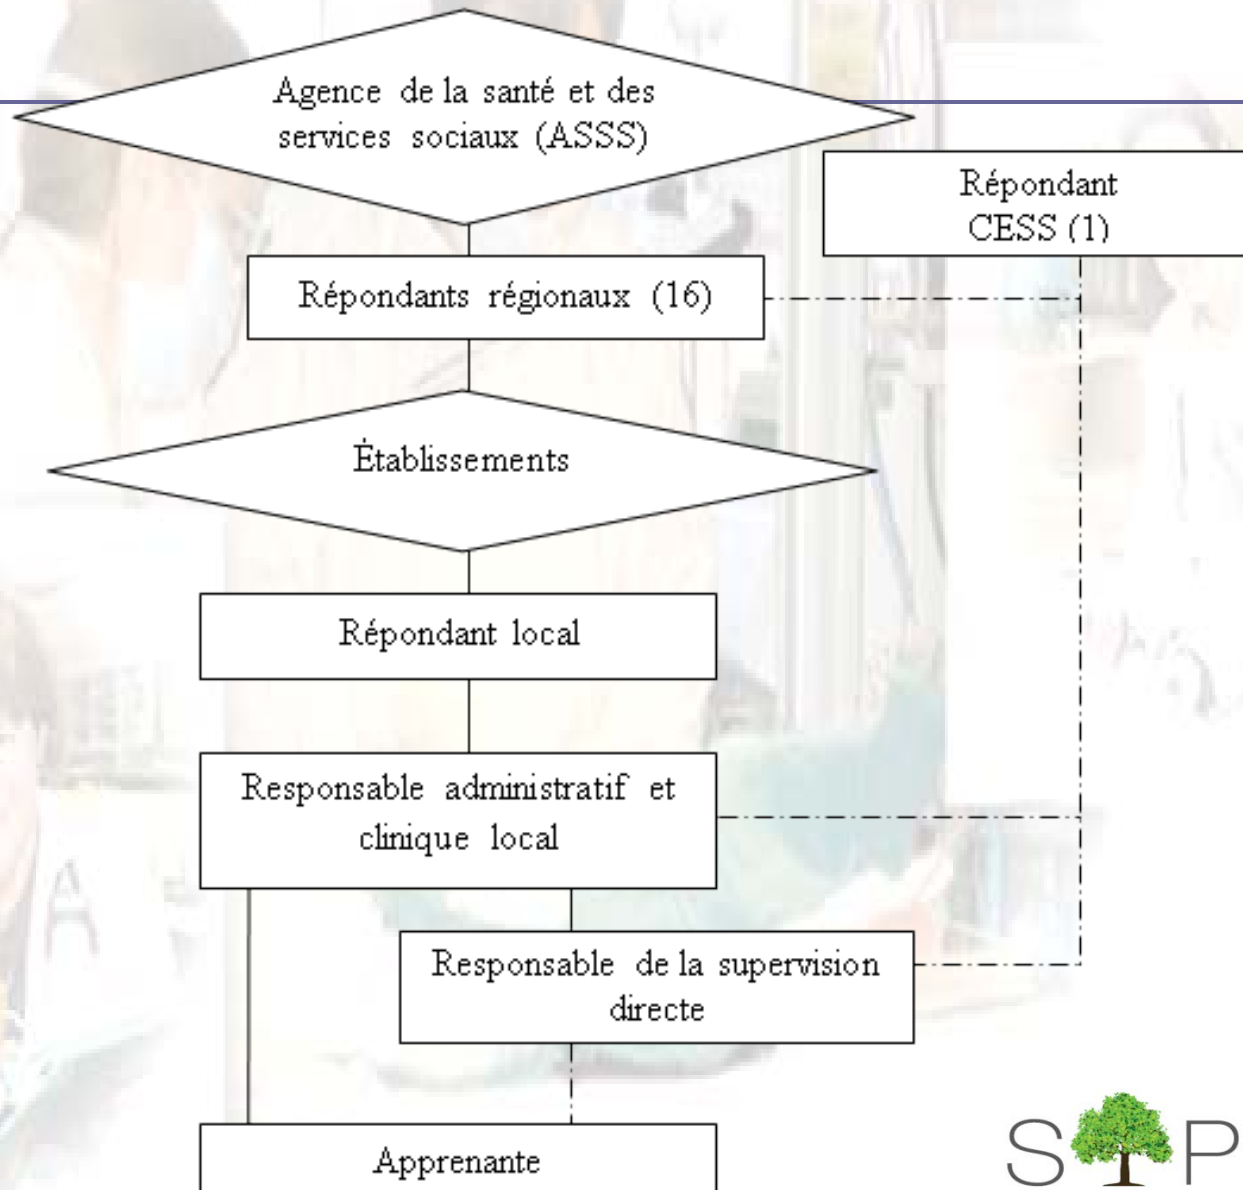 Agence de la santé et des
services sociaux (ASSS)
Répondant
CESS (1)
Répondants régionaux (16)
Établissements
Répondant local
Responsable administratif et
clinique local
Responsable de la supervision
directe
Apprenante
S P
A